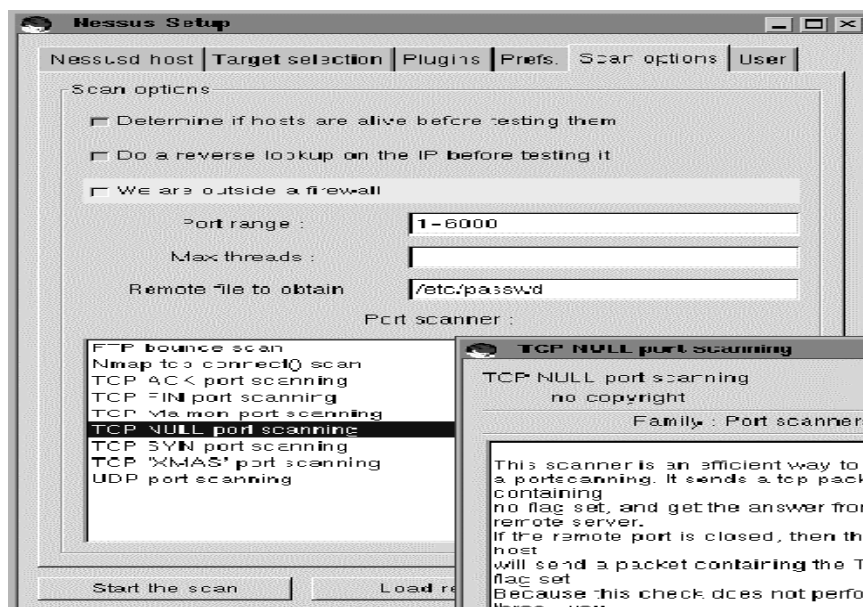 Nessus Setup
Nessusd host Target selection Plugins Prefs. Scan options User
Scan options
Determine if hosts are alive before testing them
Do a reverse lookup on the IP before testing it
We are outside a firewall
Port range :
1-6000
Max threads :
Remote file to obtain
/etc/passwd
Port scanner :
FTP bounce scan
Nmap tcp connect() scan
TCP ACK port scanning
TCP FIN port scanning
TCP Maimon port scanning
TCP NULL port scanning
TCP SYN port scanning
TCP 'XMAS' port scanning
UDP port scanning
Start the scan
Load re
TCP NULL port scanning
TCP NULL port scanning
no copyright
Family : Port scanner
This scanner is an efficient way to
a portscanning. It sends a tcp pack
containing
no flag set, and get the answer fro
remote server.
If the remote port is closed, then th
host
will send a packet containing the T
flag set
Because this check does not perfo